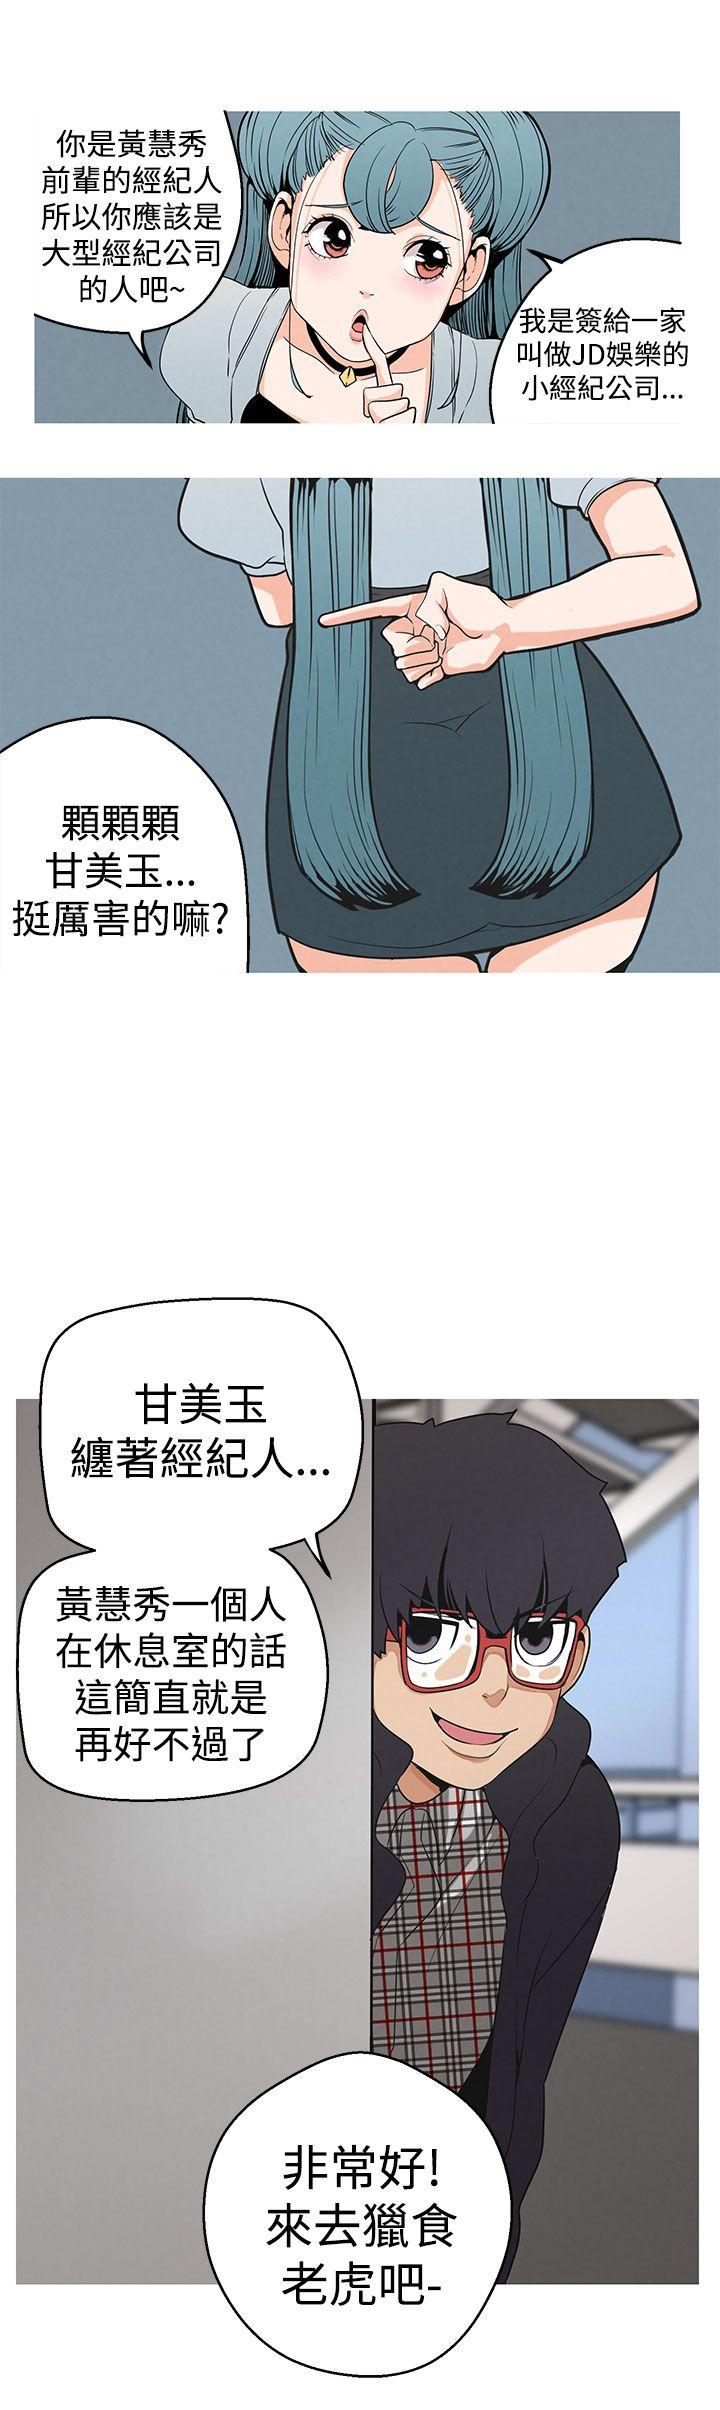 你是黃慧秀
前輩的經紀人
所以你應該是
大型經紀公司
的人吧~
我是簽給一家
叫做JD娛樂的
小經紀公司...
顆顆顆
甘美玉...
挺厲害的嘛?
甘美玉
纏著經紀人...
黃慧秀一個人
在休息室的話
這簡直就是
再好不過了
非常好!
來去獵食
老虎吧-